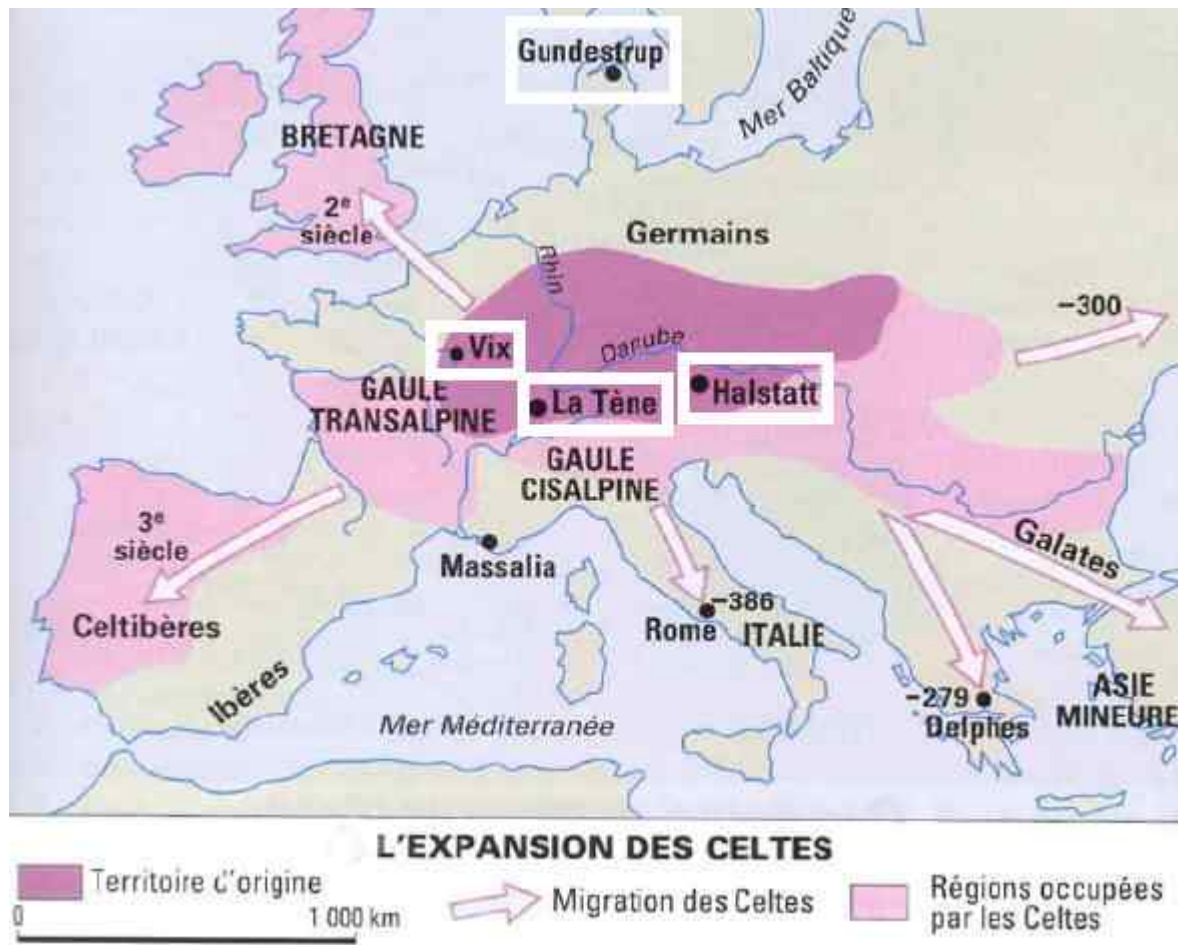 Gundestrup
Mer Baltique
BRETAGNE
2e
siècle
Germains
Rhin
-300
Vix
Danube
GAULE
TRANSALPINE
La Tène
Halstatt
GAULE
CISALPINE
3e
siècle
Massalia
Galates
Celtibères
-386
Rome
ITALIE
Ibères
Mer Méditerranée
-279
Delphes
ASIE
MINEURE
L'EXPANSION DES CELTES
Territoire d'origine
Migration des Celtes
Régions occupées
par les Celtes
0 1 000 km